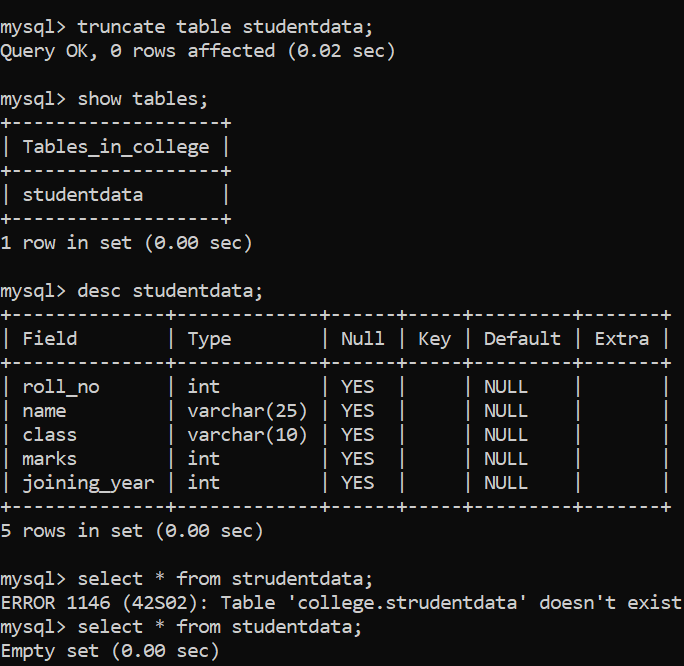 mysql> truncate table studentdata;
Query OK, 0 rows affected (0.02 sec)

mysql> show tables;
+-------------------+
| Tables_in_college |
+-------------------+
| studentdata       |
+-------------------+
1 row in set (0.00 sec)

mysql> desc studentdata;
+--------------+-------------+------+-----+---------+-------+
| Field        | Type        | Null | Key | Default | Extra |
+--------------+-------------+------+-----+---------+-------+
| roll_no      | int         | YES  |     | NULL    |       |
| name         | varchar(25) | YES  |     | NULL    |       |
| class        | varchar(10) | YES  |     | NULL    |       |
| marks        | int         | YES  |     | NULL    |       |
| joining_year | int         | YES  |     | NULL    |       |
+--------------+-------------+------+-----+---------+-------+
5 rows in set (0.00 sec)

mysql> select * from strudentdata;
ERROR 1146 (42S02): Table 'college.strudentdata' doesn't exist
mysql> select * from studentdata;
Empty set (0.00 sec)